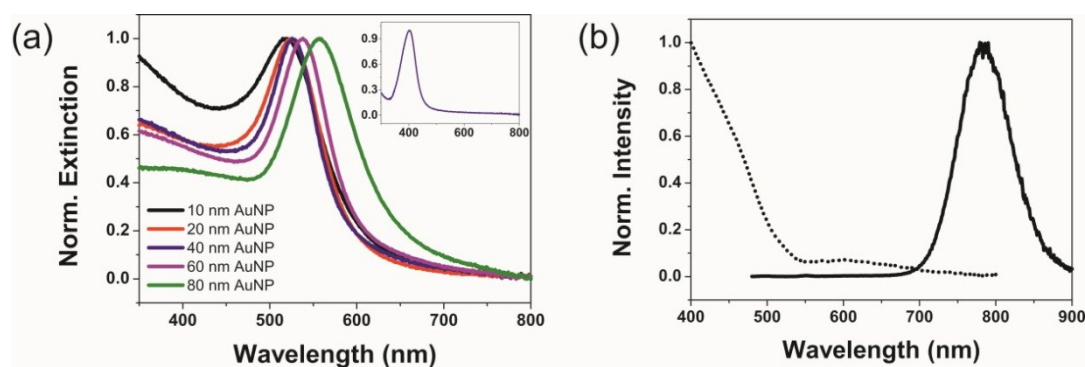 (a)
Norm. Extinction
1.0
0.8
0.6
0.4
0.2
0.0
10 nm AuNP
20 nm AuNP
40 nm AuNP
60 nm AuNP
80 nm AuNP
0.9
0.6
0.3
0.0
400 600 800
400 500 600 700 800
Wavelength (nm)
(b)
Norm. Intensity
1.0
0.8
0.6
0.4
0.2
0.0
400 500 600 700 800 900
Wavelength (nm)